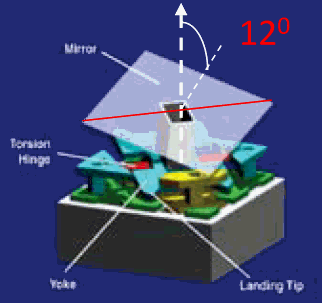 12⁰
Mirror
Torsion
Hinge
Yoke
Landing Tip